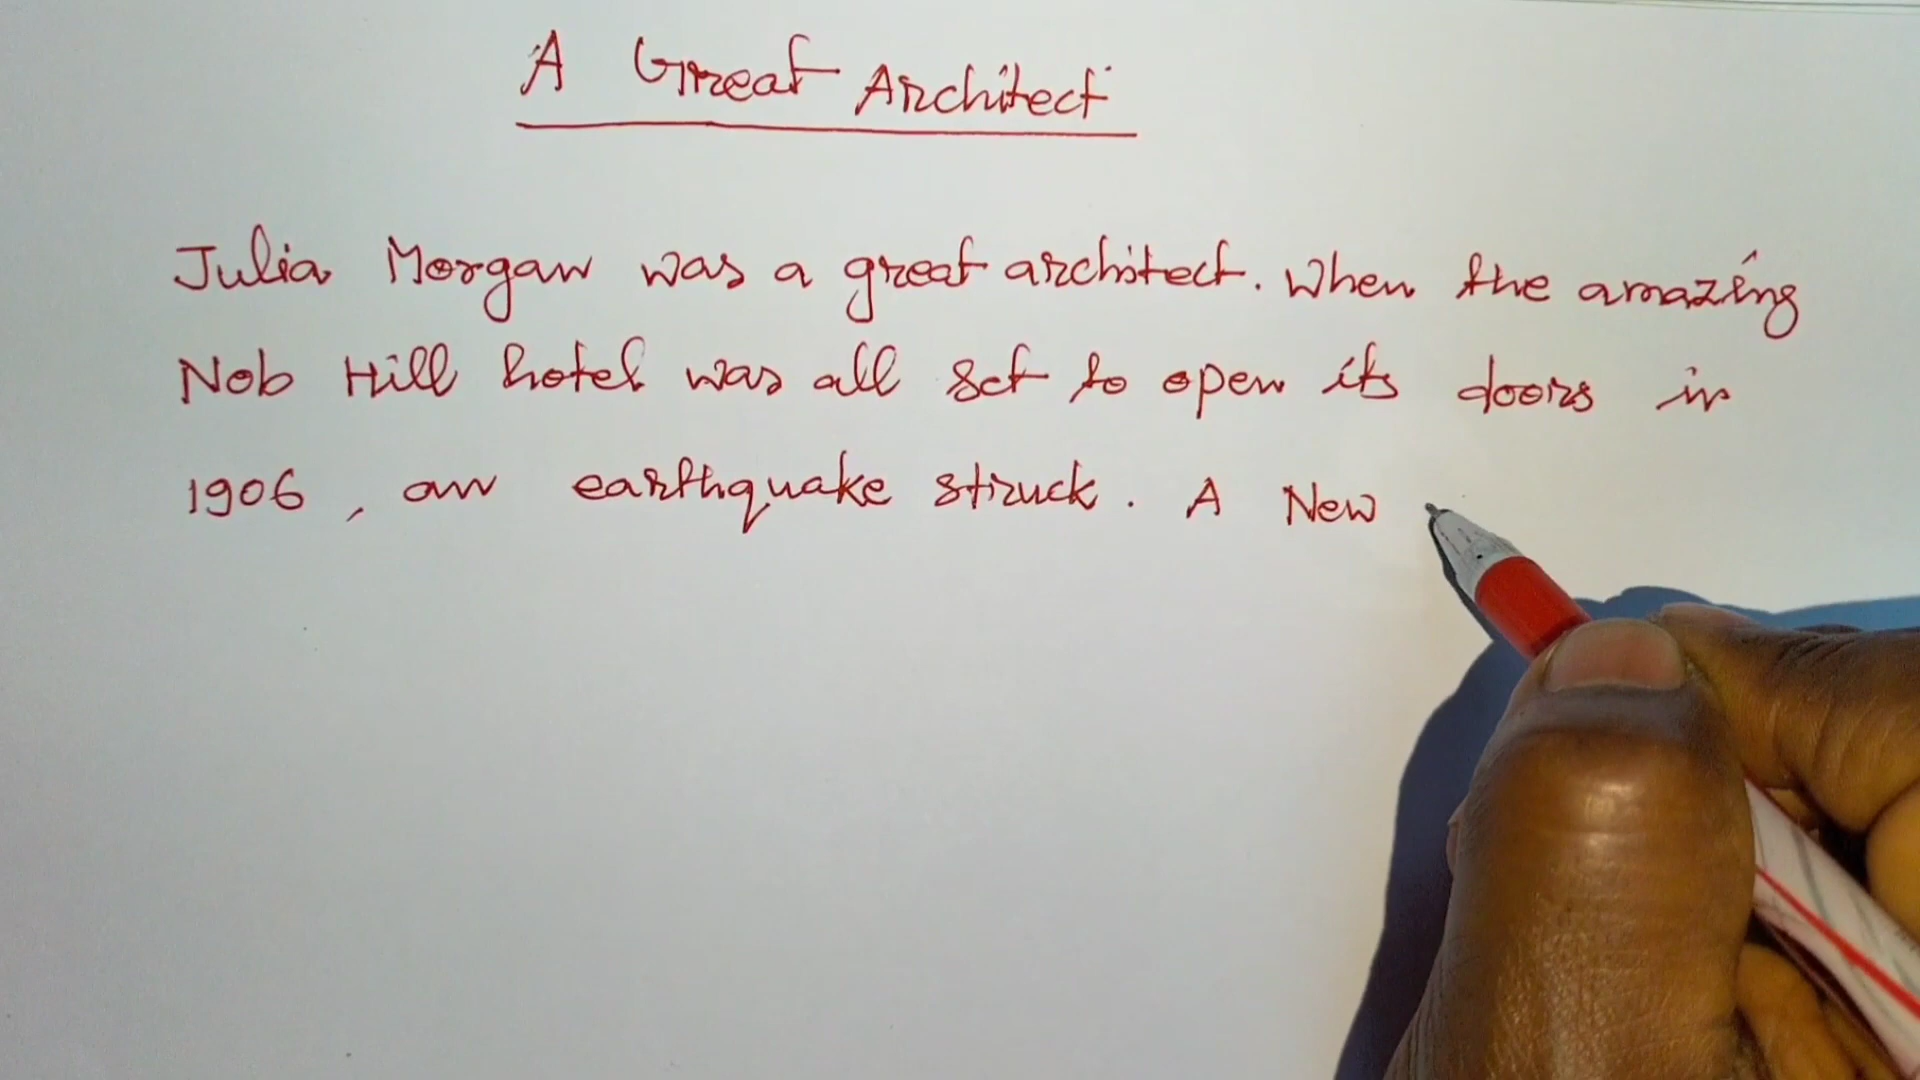 A Great Architect
Julia Morgan was a great architect. When the amazing
Nob Hill hotel was all set to open its doors in
1906, an earthquake struck. A New